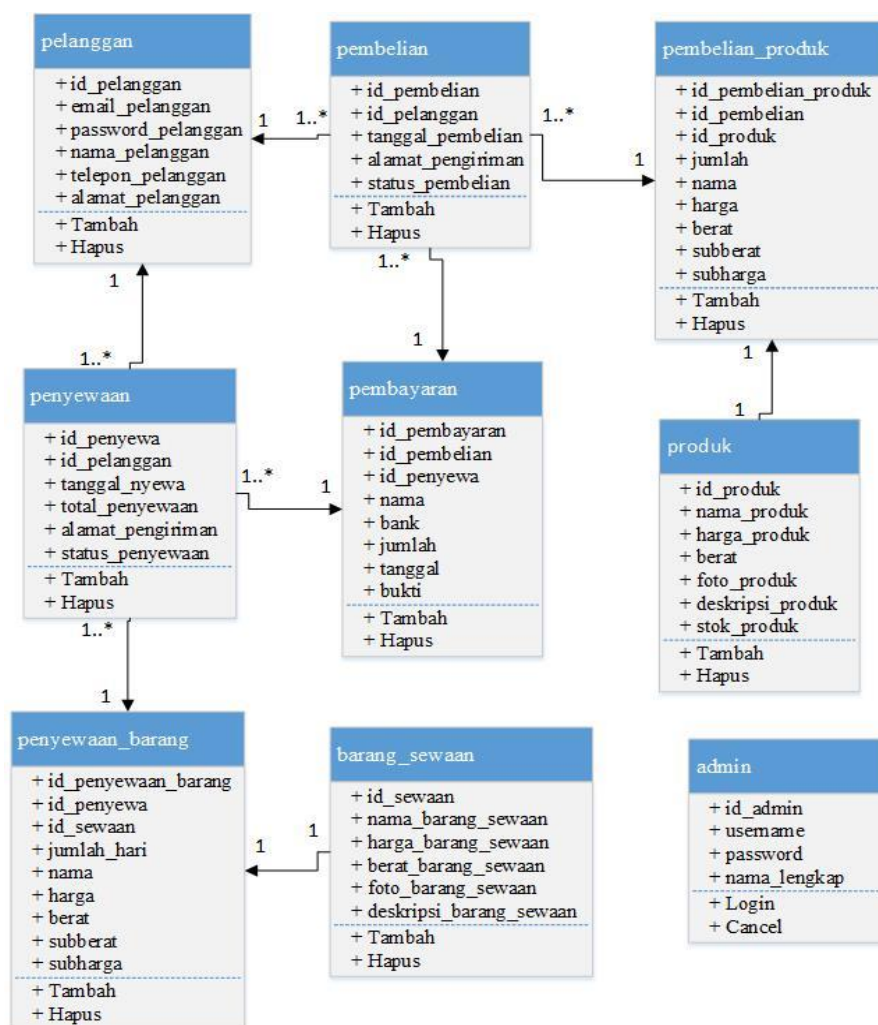 pelanggan
+ id_pelanggan
+ email_pelanggan
+ password_pelanggan
+ nama_pelanggan
+ telepon_pelanggan
+ alamat_pelanggan
+ Tambah
+ Hapus
1
1..*
pembelian
+ id_pembelian
+ id_pelanggan
+ tanggal_pembelian
+ alamat_pengiriman
+ status_pembelian
+ Tambah
+ Hapus
1..*
1
pembelian_produk
+ id_pembelian_produk
+ id_pembelian
+ id_produk
+ jumlah
+ nama
+ harga
+ berat
+ subberat
+ subharga
+ Tambah
+ Hapus
1
1..*
1..*
1
1
1
penyewaan
+ id_penyewa
+ id_pelanggan
+ tanggal_nyewa
+ total_penyewaan
+ alamat_pengiriman
+ status_penyewaan
+ Tambah
+ Hapus
1..*
1
pembayaran
+ id_pembayaran
+ id_pembelian
+ id_penyewa
+ nama
+ bank
+ jumlah
+ tanggal
+ bukti
+ Tambah
+ Hapus
produk
+ id_produk
+ nama_produk
+ harga_produk
+ berat
+ foto_produk
+ deskripsi_produk
+ stok_produk
+ Tambah
+ Hapus
1..*
1
penyewaan_barang
+ id_penyewaan_barang
+ id_penyewa
+ id_sewaan
+ jumlah_hari
+ nama
+ harga
+ berat
+ subberat
+ subharga
+ Tambah
+ Hapus
1
1
barang_sewaan
+ id_sewaan
+ nama_barang_sewaan
+ harga_barang_sewaan
+ berat_barang_sewaan
+ foto_barang_sewaan
+ deskripsi_barang_sewaan
+ Tambah
+ Hapus
admin
+ id_admin
+ username
+ password
+ nama_lengkap
+ Login
+ Cancel